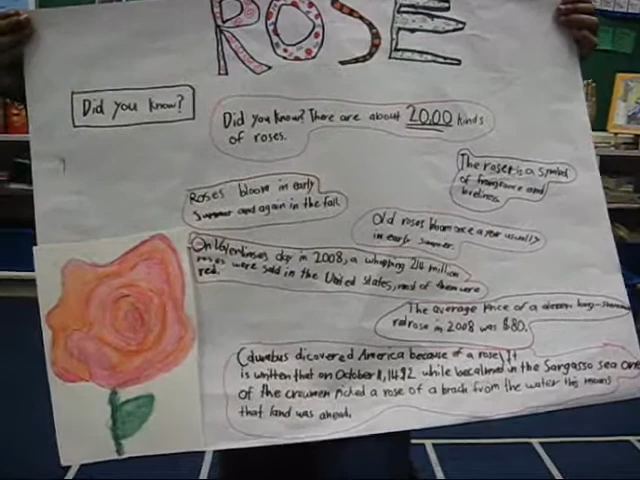 ROSE
Did you know?
Did you know? There are about 20,00 kinds
of roses.
The roses is a symbol
of fragrance and
loveliness.
Roses bloom in early
summer and again in the fall
Old roses bloom once a year usually
in early summer.
On Valentines day in 2008, a whopping 214 million
roses were sold in the United States, most of them were
red.
The average price of a dozen long-stemmed
red rose in 2008 was $80.
Columbus dicovered America because of a rose! It
is written that on October 11, 1492 while becalmed in the Sargasso sea one
of the crewmen picked a rose of a brach from the water this means
that land was ahead.